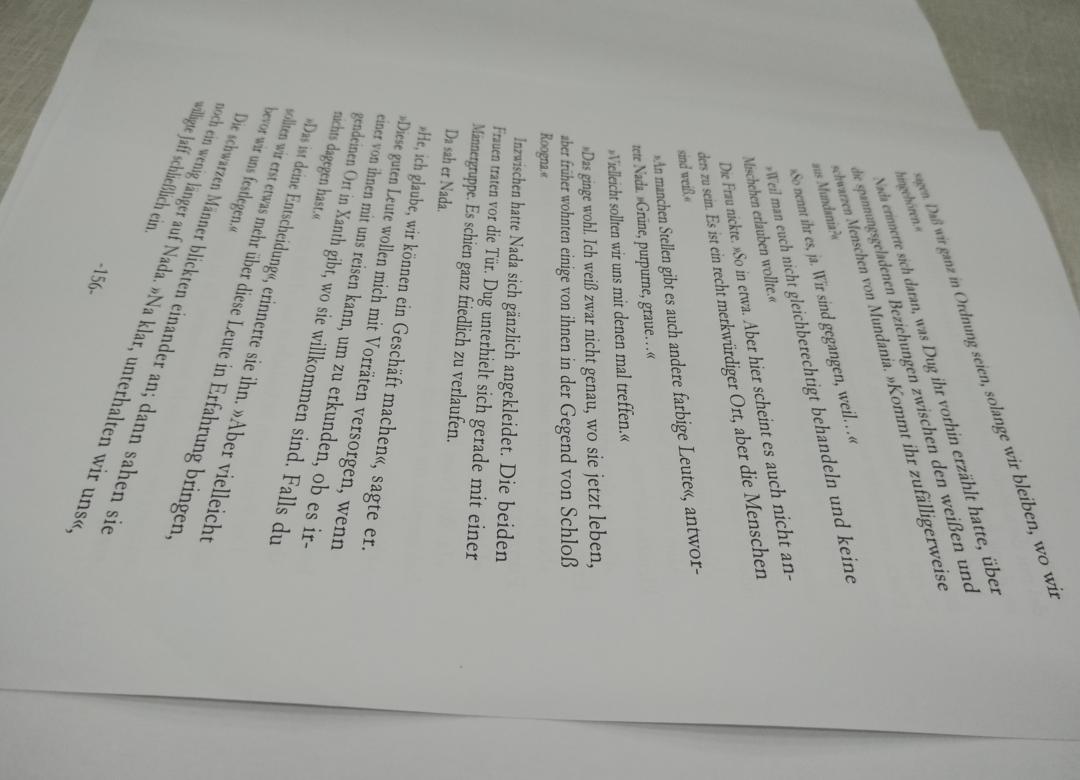 sagen. Daß wir ganz in Ordnung seien, solange wir bleiben, wo wir
hingehören.«
Nada erinnerte sich daran, was Dug ihr vorhin erzählt hatte, über
die spannungsgeladenen Beziehungen zwischen den weißen und
schwarzen Menschen von Mundania. »Kommt ihr zufälligerweise
aus Mundania?«
»So nennt ihr es, ja. Wir sind gegangen, weil…«
»Weil man euch nicht gleichberechtigt behandeln und keine
Mischehen erlauben wollte.«
Die Frau nickte. »So in etwa. Aber hier scheint es auch nicht an-
ders zu sein. Es ist ein recht merkwürdiger Ort, aber die Menschen
sind weiß.«
»An manchen Stellen gibt es auch andere farbige Leute«, antwor-
tete Nada. »Grüne, purpurne, graue…«
»Vielleicht sollten wir uns mit denen mal treffen.«
»Das ginge wohl. Ich weiß zwar nicht genau, wo sie jetzt leben,
aber früher wohnten einige von ihnen in der Gegend von Schloß
Roogna.«
Inzwischen hatte Nada sich gänzlich angekleidet. Die beiden
Frauen traten vor die Tür. Dug unterhielt sich gerade mit einer
Männergruppe. Es schien ganz friedlich zu verlaufen.
Da sah er Nada.
»He, ich glaube, wir können ein Geschäft machen«, sagte er.
»Diese guten Leute wollen mich mit Vorräten versorgen, wenn
einer von ihnen mit uns reisen kann, um zu erkunden, ob es ir-
gendeinen Ort in Xanth gibt, wo sie willkommen sind. Falls du
nichts dagegen hast.«
»Das ist deine Entscheidung«, erinnerte sie ihn. »Aber vielleicht
sollten wir erst etwas mehr über diese Leute in Erfahrung bringen,
bevor wir uns festlegen.«
Die schwarzen Männer blickten einander an; dann sahen sie
noch ein wenig länger auf Nada. »Na klar, unterhalten wir uns«,
willigte Jaff schließlich ein.
-156-